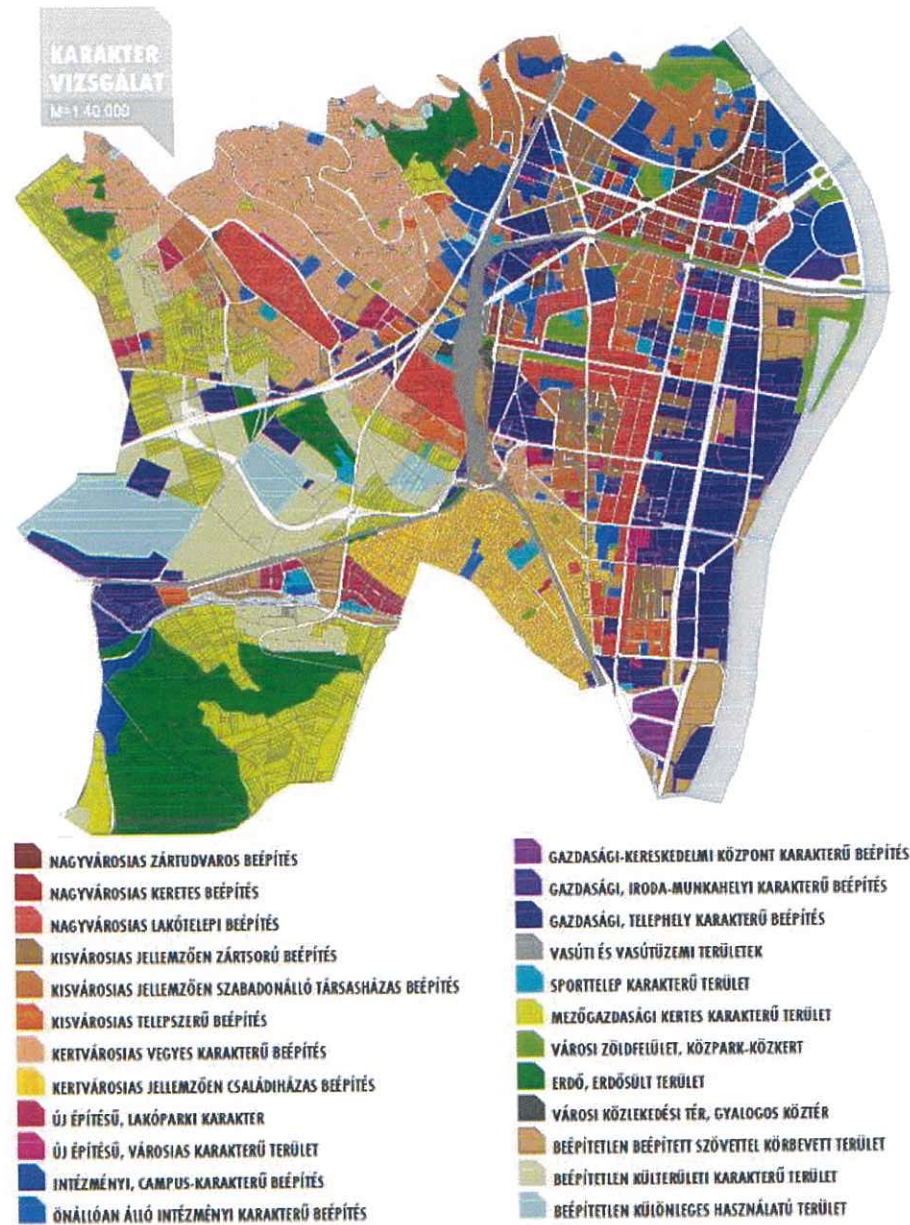 KARAKTER
VIZSGÁLAT
M=1:40 000
NAGYVÁROSIAS ZÁRTUDVAROS BEÉPÍTÉS
NAGYVÁROSIAS KERETES BEÉPÍTÉS
NAGYVÁROSIAS LAKÓTELEPI BEÉPÍTÉS
KISVÁROSIAS JELLEMZŐEN ZÁRTSORÚ BEÉPÍTÉS
KISVÁROSIAS JELLEMZŐEN SZABADONÁLLÓ TÁRSASHÁZAS BEÉPÍTÉS
KISVÁROSIAS TELEPSZERŰ BEÉPÍTÉS
KERTVÁROSIAS VEGYES KARAKTERŰ BEÉPÍTÉS
KERTVÁROSIAS JELLEMZŐEN CSALÁDIHÁZAS BEÉPÍTÉS
ÚJ ÉPÍTÉSŰ, LAKÓPARKI KARAKTER
ÚJ ÉPÍTÉSŰ, VÁROSIAS KARAKTERŰ TERÜLET
INTÉZMÉNYI, CAMPUS-KARAKTERŰ BEÉPÍTÉS
ÖNÁLLÓAN ÁLLÓ INTÉZMÉNYI KARAKTERŰ BEÉPÍTÉS
GAZDASÁGI-KERESKEDELMI KÖZPONT KARAKTERŰ BEÉPÍTÉS
GAZDASÁGI, IRODA-MUNKAHELYI KARAKTERŰ BEÉPÍTÉS
GAZDASÁGI, TELEPHELY KARAKTERŰ BEÉPÍTÉS
VASÚTI ÉS VASÚTÜZEMI TERÜLETEK
SPORTTELEP KARAKTERŰ TERÜLET
MEZŐGAZDASÁGI KERTES KARAKTERŰ TERÜLET
VÁROSI ZÖLDFELÜLET, KÖZPARK-KÖZKERT
ERDŐ, ERDŐSÜLT TERÜLET
VÁROSI KÖZLEKEDÉSI TÉR, GYALOGOS KÖZTÉR
BEÉPÍTETLEN BEÉPÍTETT SZÖVETTEL KÖRBEVETT TERÜLET
BEÉPÍTETLEN KÜLTERÜLETI KARAKTERŰ TERÜLET
BEÉPÍTETLEN KÜLÖNLEGES HASZNÁLATÚ TERÜLET